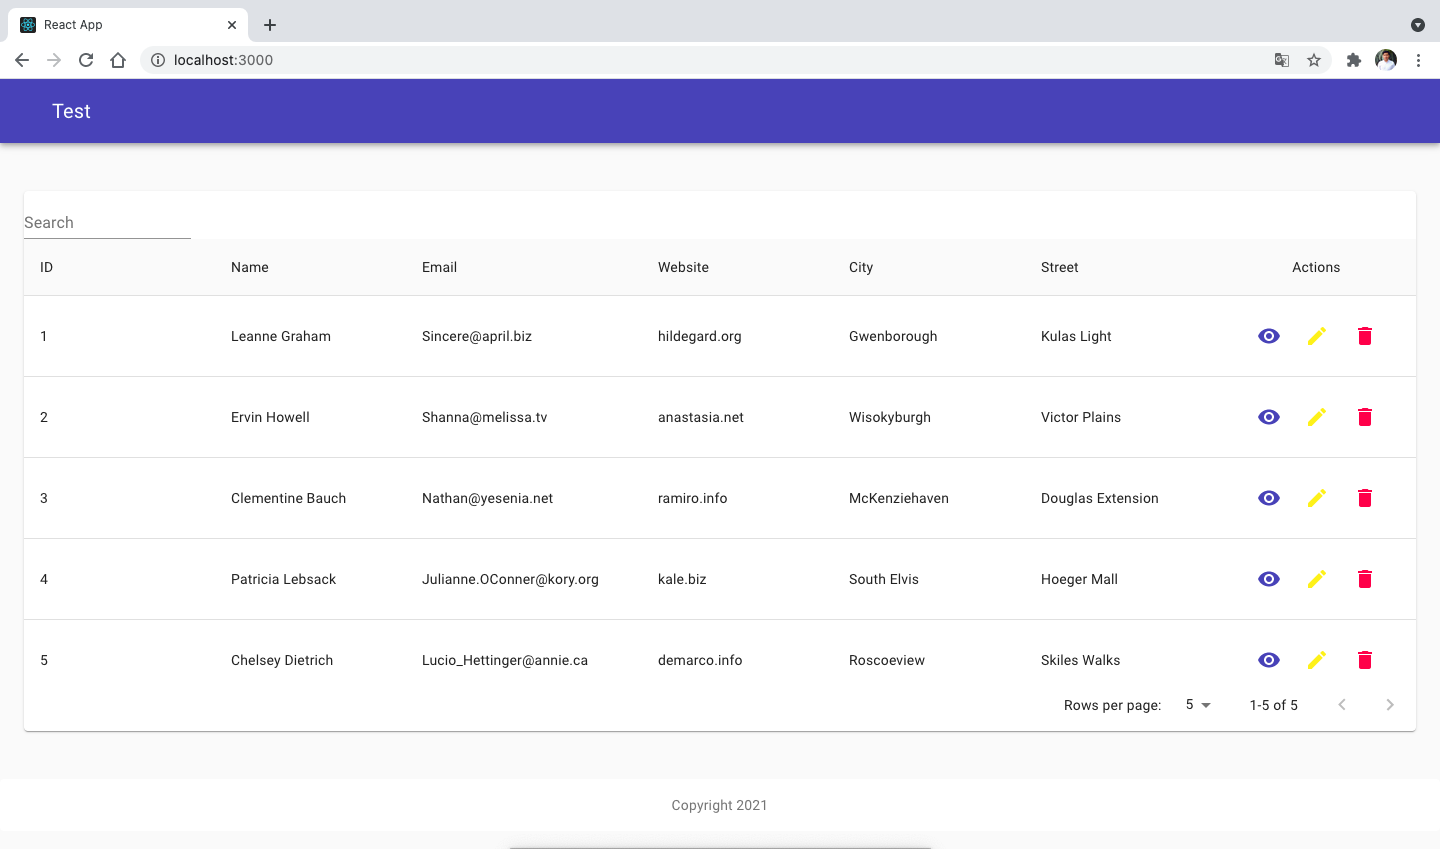 React App
localhost:3000
Test
Search
ID Name Email Website City Street Actions
1 Leanne Graham Sincere@april.biz hildegard.org Gwenborough Kulas Light
2 Ervin Howell Shanna@melissa.tv anastasia.net Wisokyburgh Victor Plains
3 Clementine Bauch Nathan@yesenia.net ramiro.info McKenziehaven Douglas Extension
4 Patricia Lebsack Julianne.OConner@kory.org kale.biz South Elvis Hoeger Mall
5 Chelsey Dietrich Lucio_Hettinger@annie.ca demarco.info Roscoeview Skiles Walks
Rows per page: 5 1-5 of 5
Copyright 2021